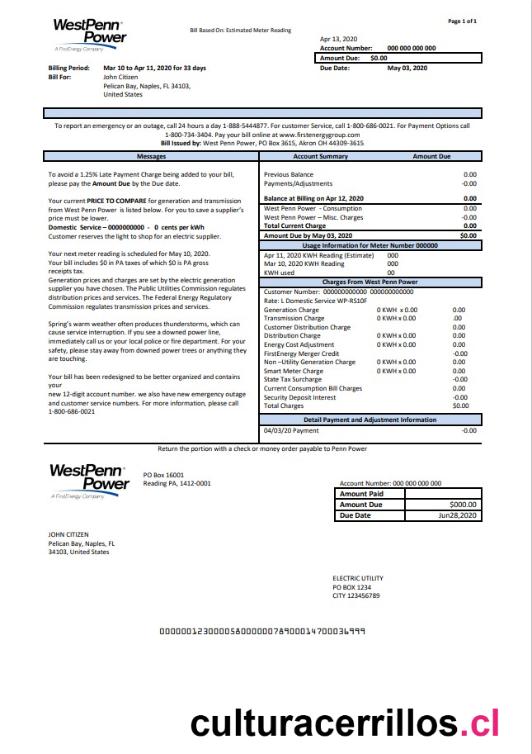 Page 1 of 1
WestPenn
Power
A FirstEnergy Company
Bill Based On: Estimated Meter Reading
Apr 13, 2020
Account Number: 000 000 000 000
Amount Due: $0.00
Due Date: May 03, 2020
Billing Period: Mar 10 to Apr 11, 2020 for 33 days
Bill For: John Citizen
Pelican Bay, Naples, FL 34103,
United States
To report an emergency or an outage, call 24 hours a day 1-888-5444877. For customer Service, call 1-800-686-0021. For Payment Options call
1-800-734-3404. Pay your bill online at www.firstenergygroup.com
Bill Issued by: West Penn Power, PO Box 3615, Akron OH 44309-3615
Messages
To avoid a 1.25% Late Payment Charge being added to your bill,
please pay the Amount Due by the Due date.
Your current PRICE TO COMPARE for generation and transmission
from West Penn Power is listed below. For you to save a supplier's
price must be lower.
Domestic Service – 0000000000 - 0 cents per kWh
Customer reserves the light to shop for an electric supplier.
Your next meter reading is scheduled for May 10, 2020.
Your bill includes $0 in PA taxes of which $0 is PA gross
receipts tax.
Generation prices and charges are set by the electric generation
supplier you have chosen. The Public Utilities Commission regulates
distribution prices and services. The Federal Energy Regulatory
Commission regulates transmission prices and services.
Spring's warm weather often produces thunderstorms, which can
cause service interruption. If you see a downed power line,
immediately call us or your local police or fire department. For your
safety, please stay away from downed power trees or anything they
are touching.
Your bill has been redesigned to be better organized and contains
your
new 12-digit account number. we also have new emergency outage
and customer service numbers. For more information, please call
1-800-686-0021
Account Summary Amount Due
Previous Balance 0.00
Payments/Adjustments -0.00
Balance at Billing on Apr 12, 2020 0.00
West Penn Power - Consumption 0.00
West Penn Power – Misc. Charges -0.00
Total Current Charge 0.00
Amount Due by May 03, 2020 $0.00
Usage Information for Meter Number 000000
Apr 11, 2020 KWH Reading (Estimate) 000
Mar 10, 2020 KWH Reading 000
KWH used 00
Charges From West Penn Power
Customer Number: 000000000000 000000000000
Rate: L Domestic Service WP-RS10F
Generation Charge 0 KWH x 0.00 0.00
Transmission Charge 0 KWH x 0.00 .00
Customer Distribution Charge 0.00
Distribution Charge 0 KWH x 0.00 0.00
Energy Cost Adjustment 0 KWH x 0.00 0.00
FirstEnergy Merger Credit -0.00
Non –Utility Generation Charge 0 KWH x 0.00 0.00
Smart Meter Charge 0 KWH x 0.00 0.00
State Tax Surcharge -0.00
Current Consumption Bill Charges 0.00
Security Deposit Interest -0.00
Total Charges $0.00
Detail Payment and Adjustment Information
04/03/20 Payment -0.00
Return the portion with a check or money order payable to Penn Power
WestPenn
Power
A FirstEnergy Company
PO Box 16001
Reading PA, 1412-0001
Account Number: 000 000 000 000
Amount Paid
Amount Due $000.00
Due Date Jun28,2020
JOHN CITIZEN
Pelican Bay, Naples, FL
34103, United States
ELECTRIC UTILITY
PO BOX 1234
CITY 123456789
00000012300005800000078900014700036999
culturacerrillos.cl